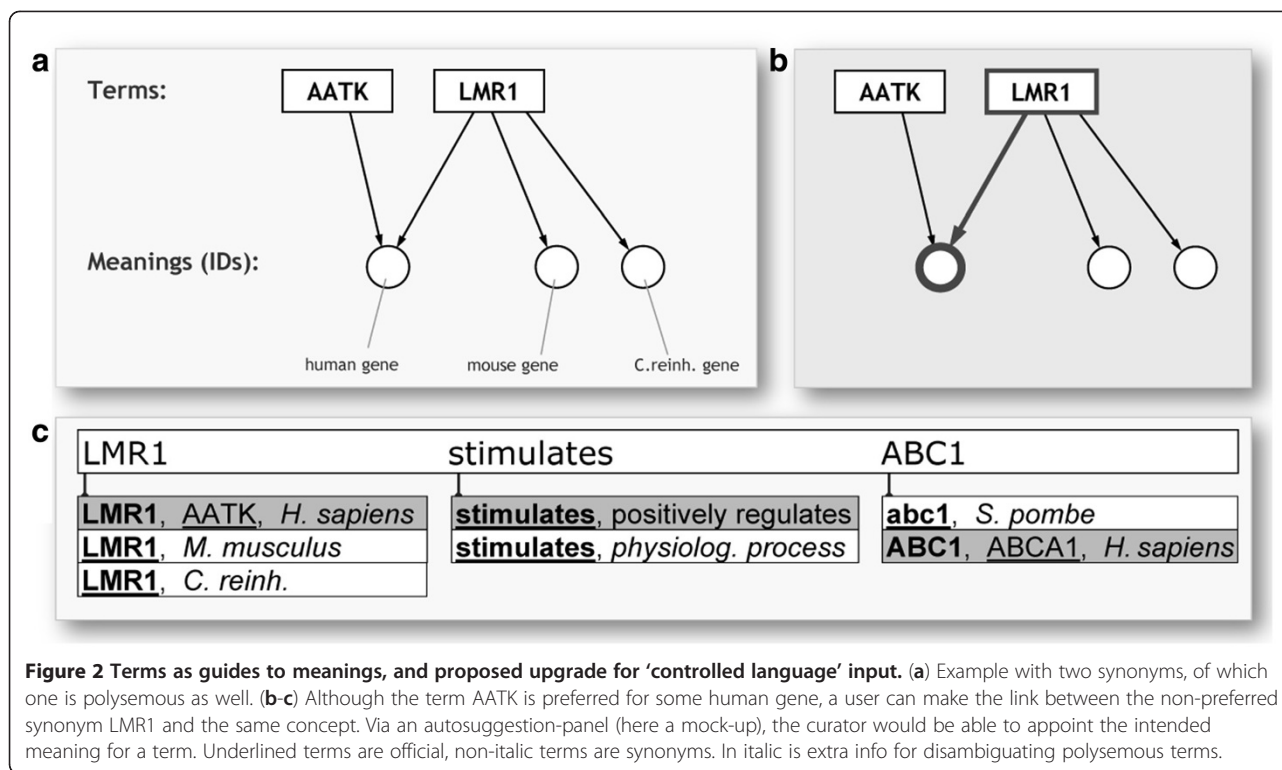 a
Terms:
AATK
LMR1
Meanings (IDs):
human gene
mouse gene
C.reinh. gene
b
AATK
LMR1
c
LMR1 stimulates ABC1
LMR1, AATK, H. sapiens
LMR1, M. musculus
LMR1, C. reinh.
stimulates, positively regulates
stimulates, physiolog. process
abc1, S. pombe
ABC1, ABCA1, H. sapiens
Figure 2 Terms as guides to meanings, and proposed upgrade for ‘controlled language’ input. (a) Example with two synonyms, of which
one is polysemous as well. (b-c) Although the term AATK is preferred for some human gene, a user can make the link between the non-preferred
synonym LMR1 and the same concept. Via an autosuggestion-panel (here a mock-up), the curator would be able to appoint the intended
meaning for a term. Underlined terms are official, non-italic terms are synonyms. In italic is extra info for disambiguating polysemous terms.